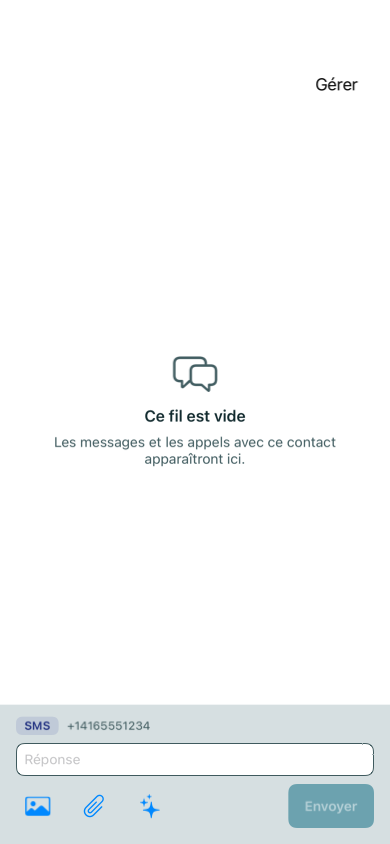 Gérer
Ce fil est vide
Les messages et les appels avec ce contact
apparaîtront ici.
SMS +14165551234
Réponse
Envoyer